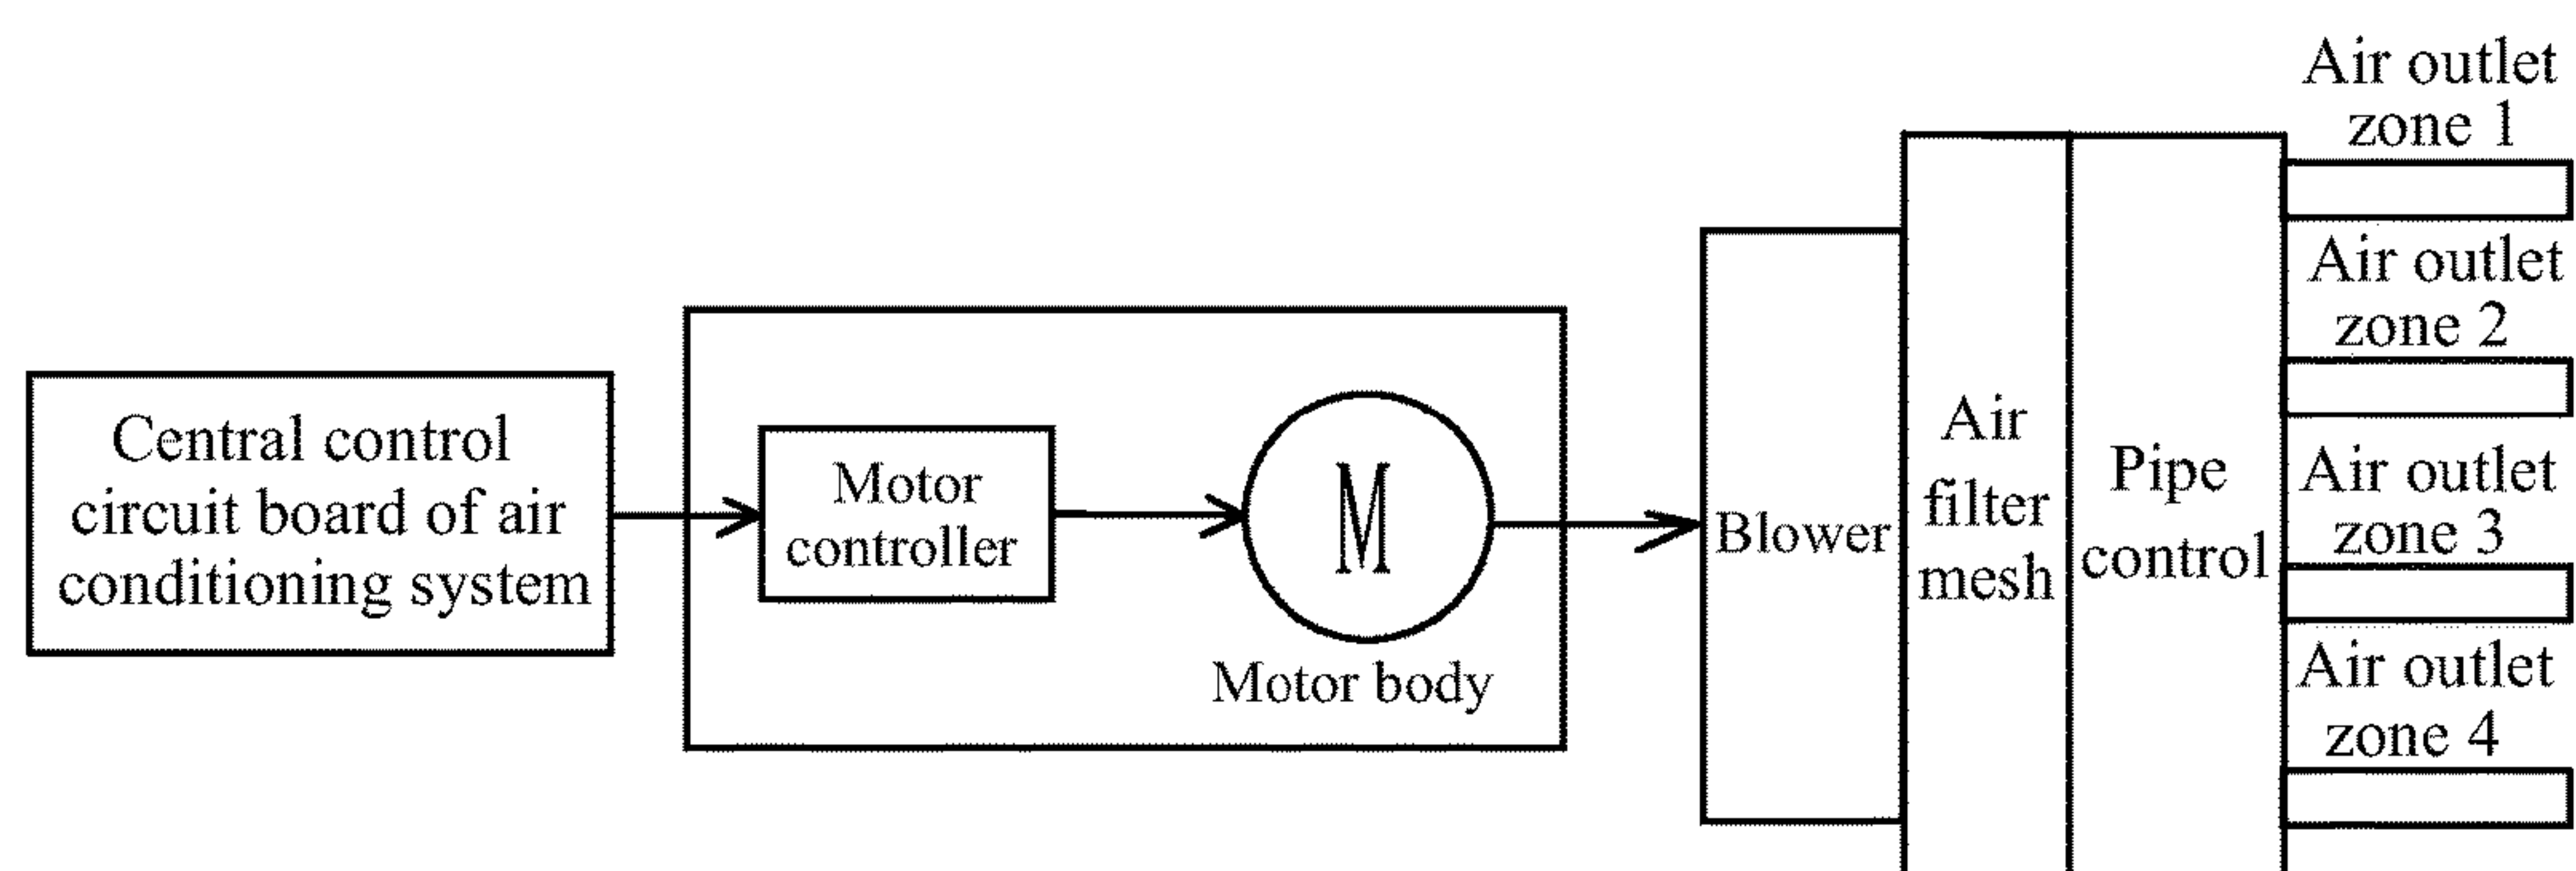 Central control
circuit board of air
conditioning system
Motor
controller
M
Motor body
Blower
Air
filter
mesh
Pipe
control
Air outlet
zone 1
Air outlet
zone 2
Air outlet
zone 3
Air outlet
zone 4